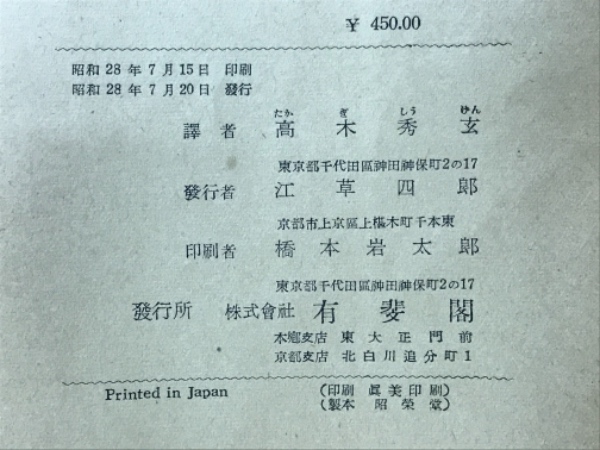 ¥ 450.00
昭和 28 年 7 月 15 日 印刷
昭和 28 年 7 月 20 日 發行
たか ぎ しう けん
譯者 高木秀玄
東京都千代田區神田神保町2の17
發行者 江草四郎
京都市上京區上椹木町千本東
印刷者 橋本岩太郎
東京都千代田區神田神保町2の17
發行所 株式會社 有斐閣
本鄕支店 東大正門前
京都支店 北白川追分町1
Printed in Japan (印刷 眞美印刷)
(製本 昭榮堂)